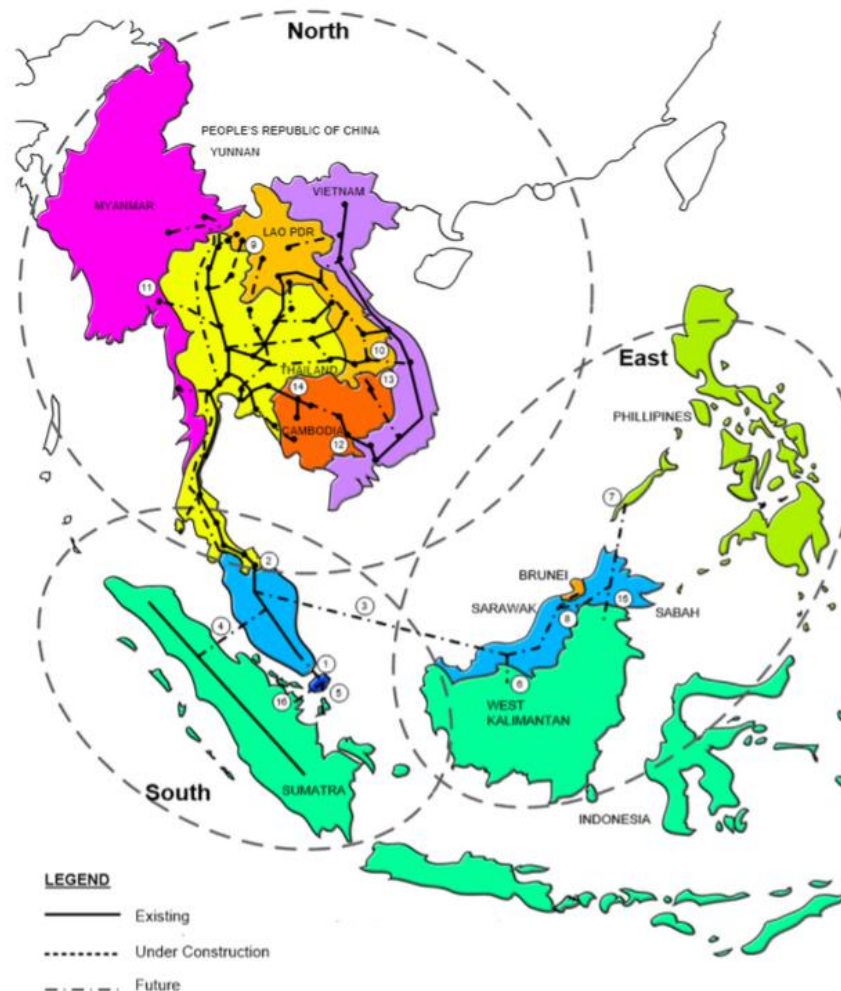 North
PEOPLE'S REPUBLIC OF CHINA
YUNNAN
VIETNAM
MYANMAR
LAO PDR
9
11
East
10
THAILAND
13
14
PHILLIPINES
CAMBODIA
12
7
2
BRUNEI
3
15
SARAWAK
SABAH
4
8
1
6
5
16
WEST
KALIMANTAN
SUMATRA
South
INDONESIA
LEGEND
Existing
Under Construction
Future